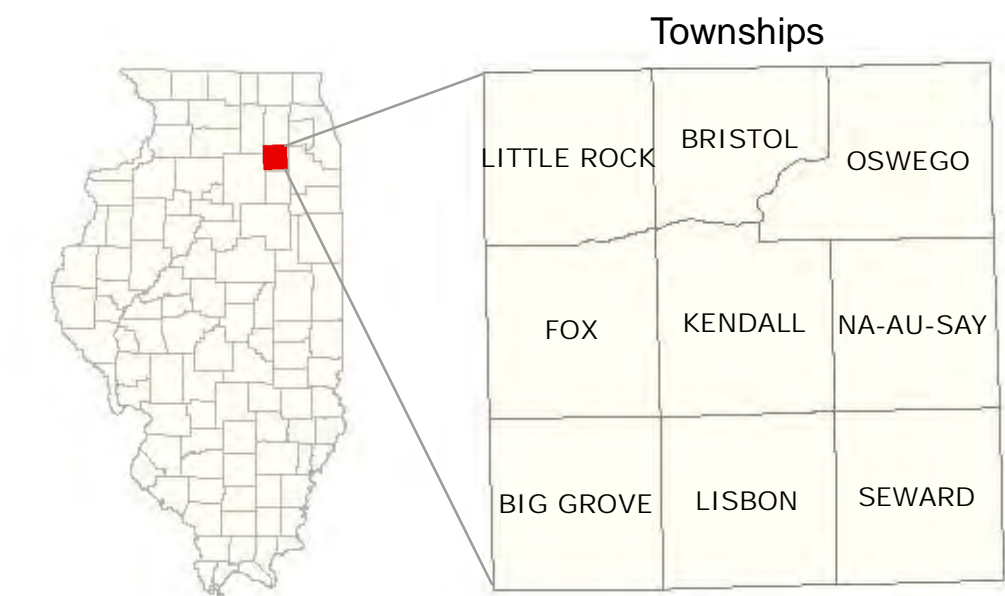 Townships
LITTLE ROCK
BRISTOL
OSWEGO
FOX
KENDALL
NA-AU-SAY
BIG GROVE
LISBON
SEWARD